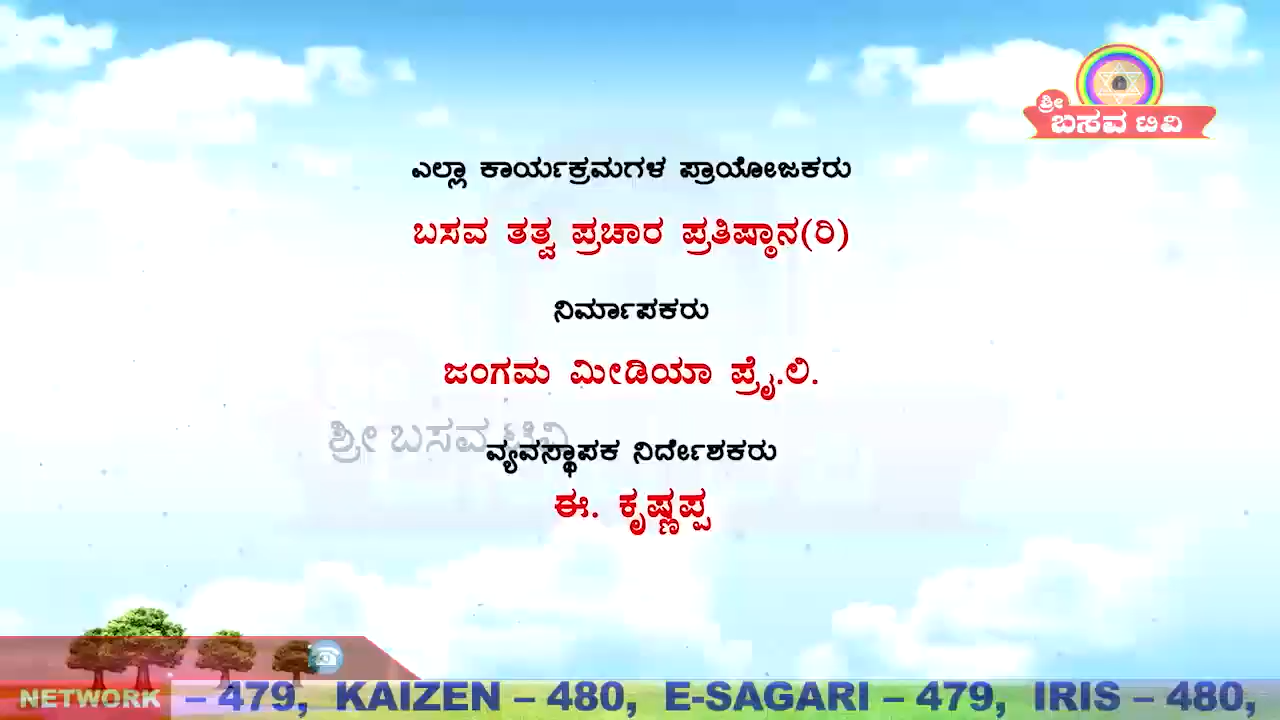 ಶ್ರೀ
ಬಸವ ಟಿವಿ
ಎಲ್ಲಾ ಕಾರ್ಯಕ್ರಮಗಳ ಪ್ರಾಯೋಜಕರು
ಬಸವ ತತ್ವ ಪ್ರಚಾರ ಪ್ರತಿಷ್ಠಾನ(ರಿ)
ನಿರ್ಮಾಪಕರು
ಜಂಗಮ ಮೀಡಿಯಾ ಪ್ರೈ.ಲಿ.
ಶ್ರೀ ಬಸವ ಟಿವಿ
ವ್ಯವಸ್ಥಾಪಕ ನಿರ್ದೇಶಕರು
ಈ. ಕೃಷ್ಣಪ್ಪ
NETWORK – 479, KAIZEN – 480, E-SAGARI – 479, IRIS – 480,